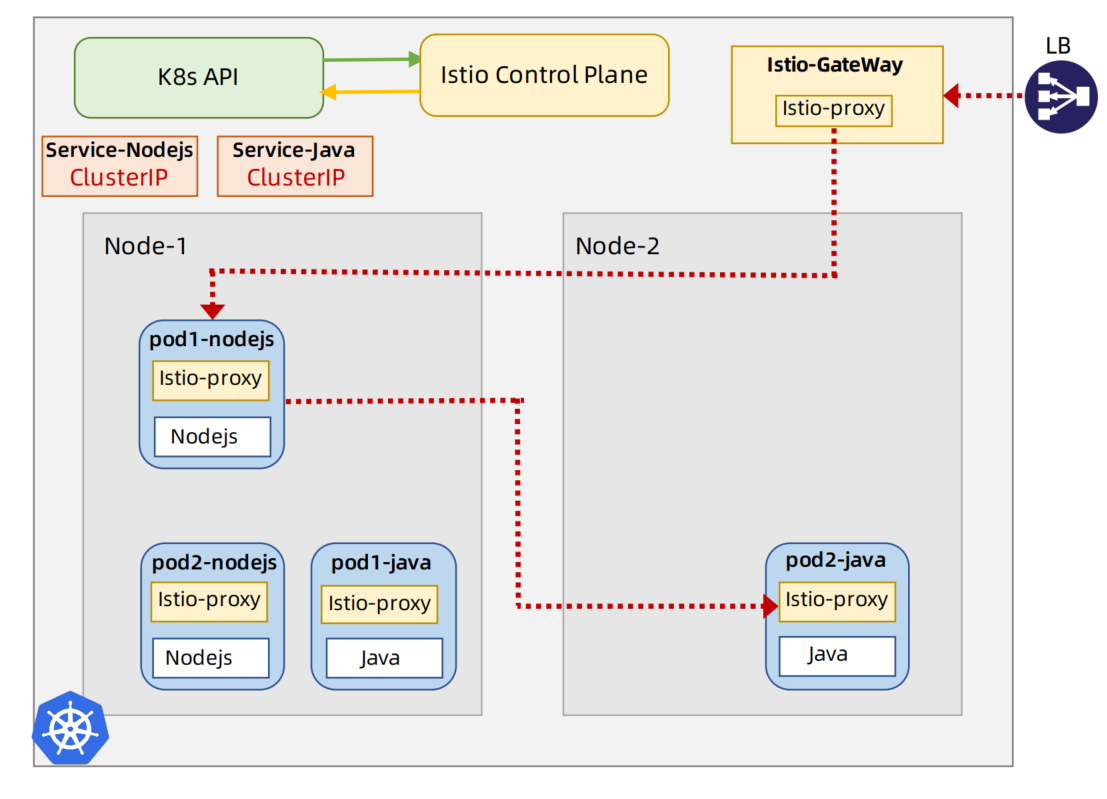 K8s API
Istio Control Plane
Istio-GateWay
Istio-proxy
LB
Service-Nodejs
ClusterIP
Service-Java
ClusterIP
Node-1
Node-2
pod1-nodejs
Istio-proxy
Nodejs
pod2-nodejs
Istio-proxy
Nodejs
pod1-java
Istio-proxy
Java
pod2-java
Istio-proxy
Java